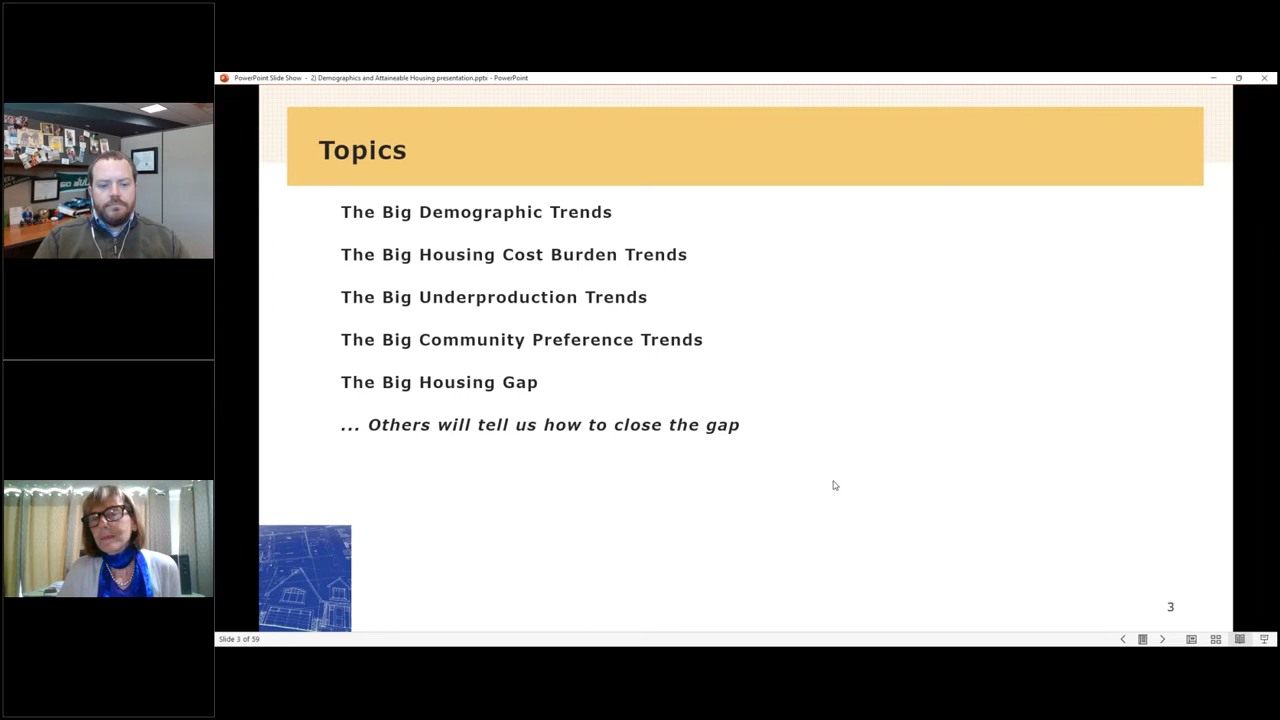 PowerPoint Slide Show - 2) Demographics and Attaineable Housing presentation.pptx - PowerPoint
Topics
The Big Demographic Trends
The Big Housing Cost Burden Trends
The Big Underproduction Trends
The Big Community Preference Trends
The Big Housing Gap
... Others will tell us how to close the gap
3
Slide 3 of 59